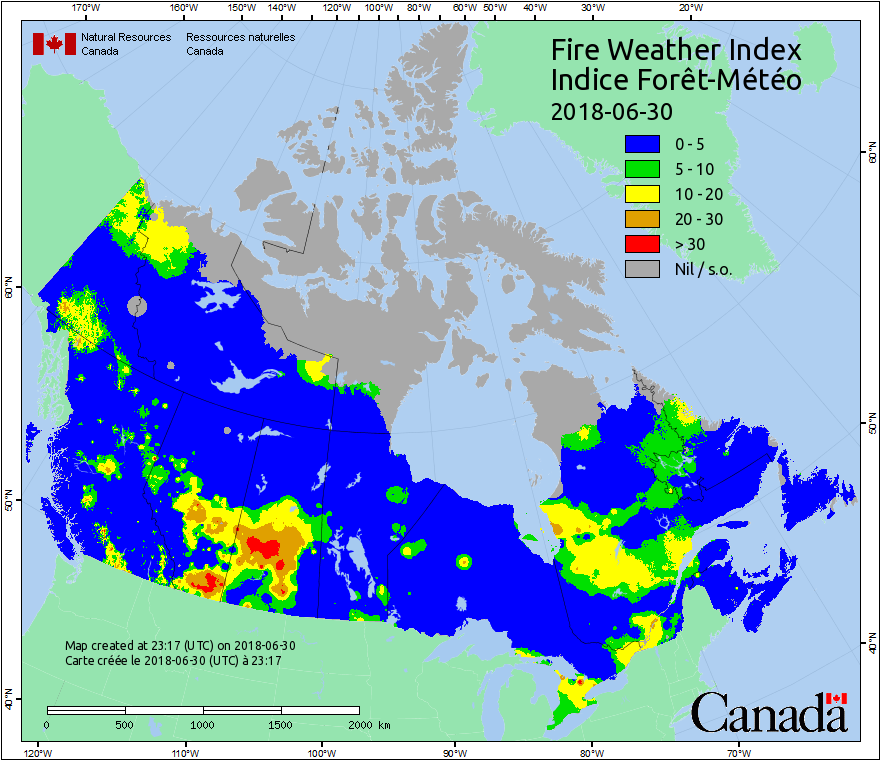 170°W 160°W 150°W 140°W 120°W 100°W 80°W 60°W 50°W 40°W 30°W 20°W
Natural Resources Ressources naturelles
Canada Canada
Fire Weather Index
Indice Forêt-Météo
2018-06-30
0 - 5
5 - 10
10 - 20
20 - 30
> 30
Nil / s.o.
60°N
60°N
50°N
50°N
40°N
40°N
Map created at 23:17 (UTC) on 2018-06-30
Carte créée le 2018-06-30 (UTC) à 23:17
0 500 1000 1500 2000 km
Canada
120°W 110°W 100°W 90°W 80°W 70°W